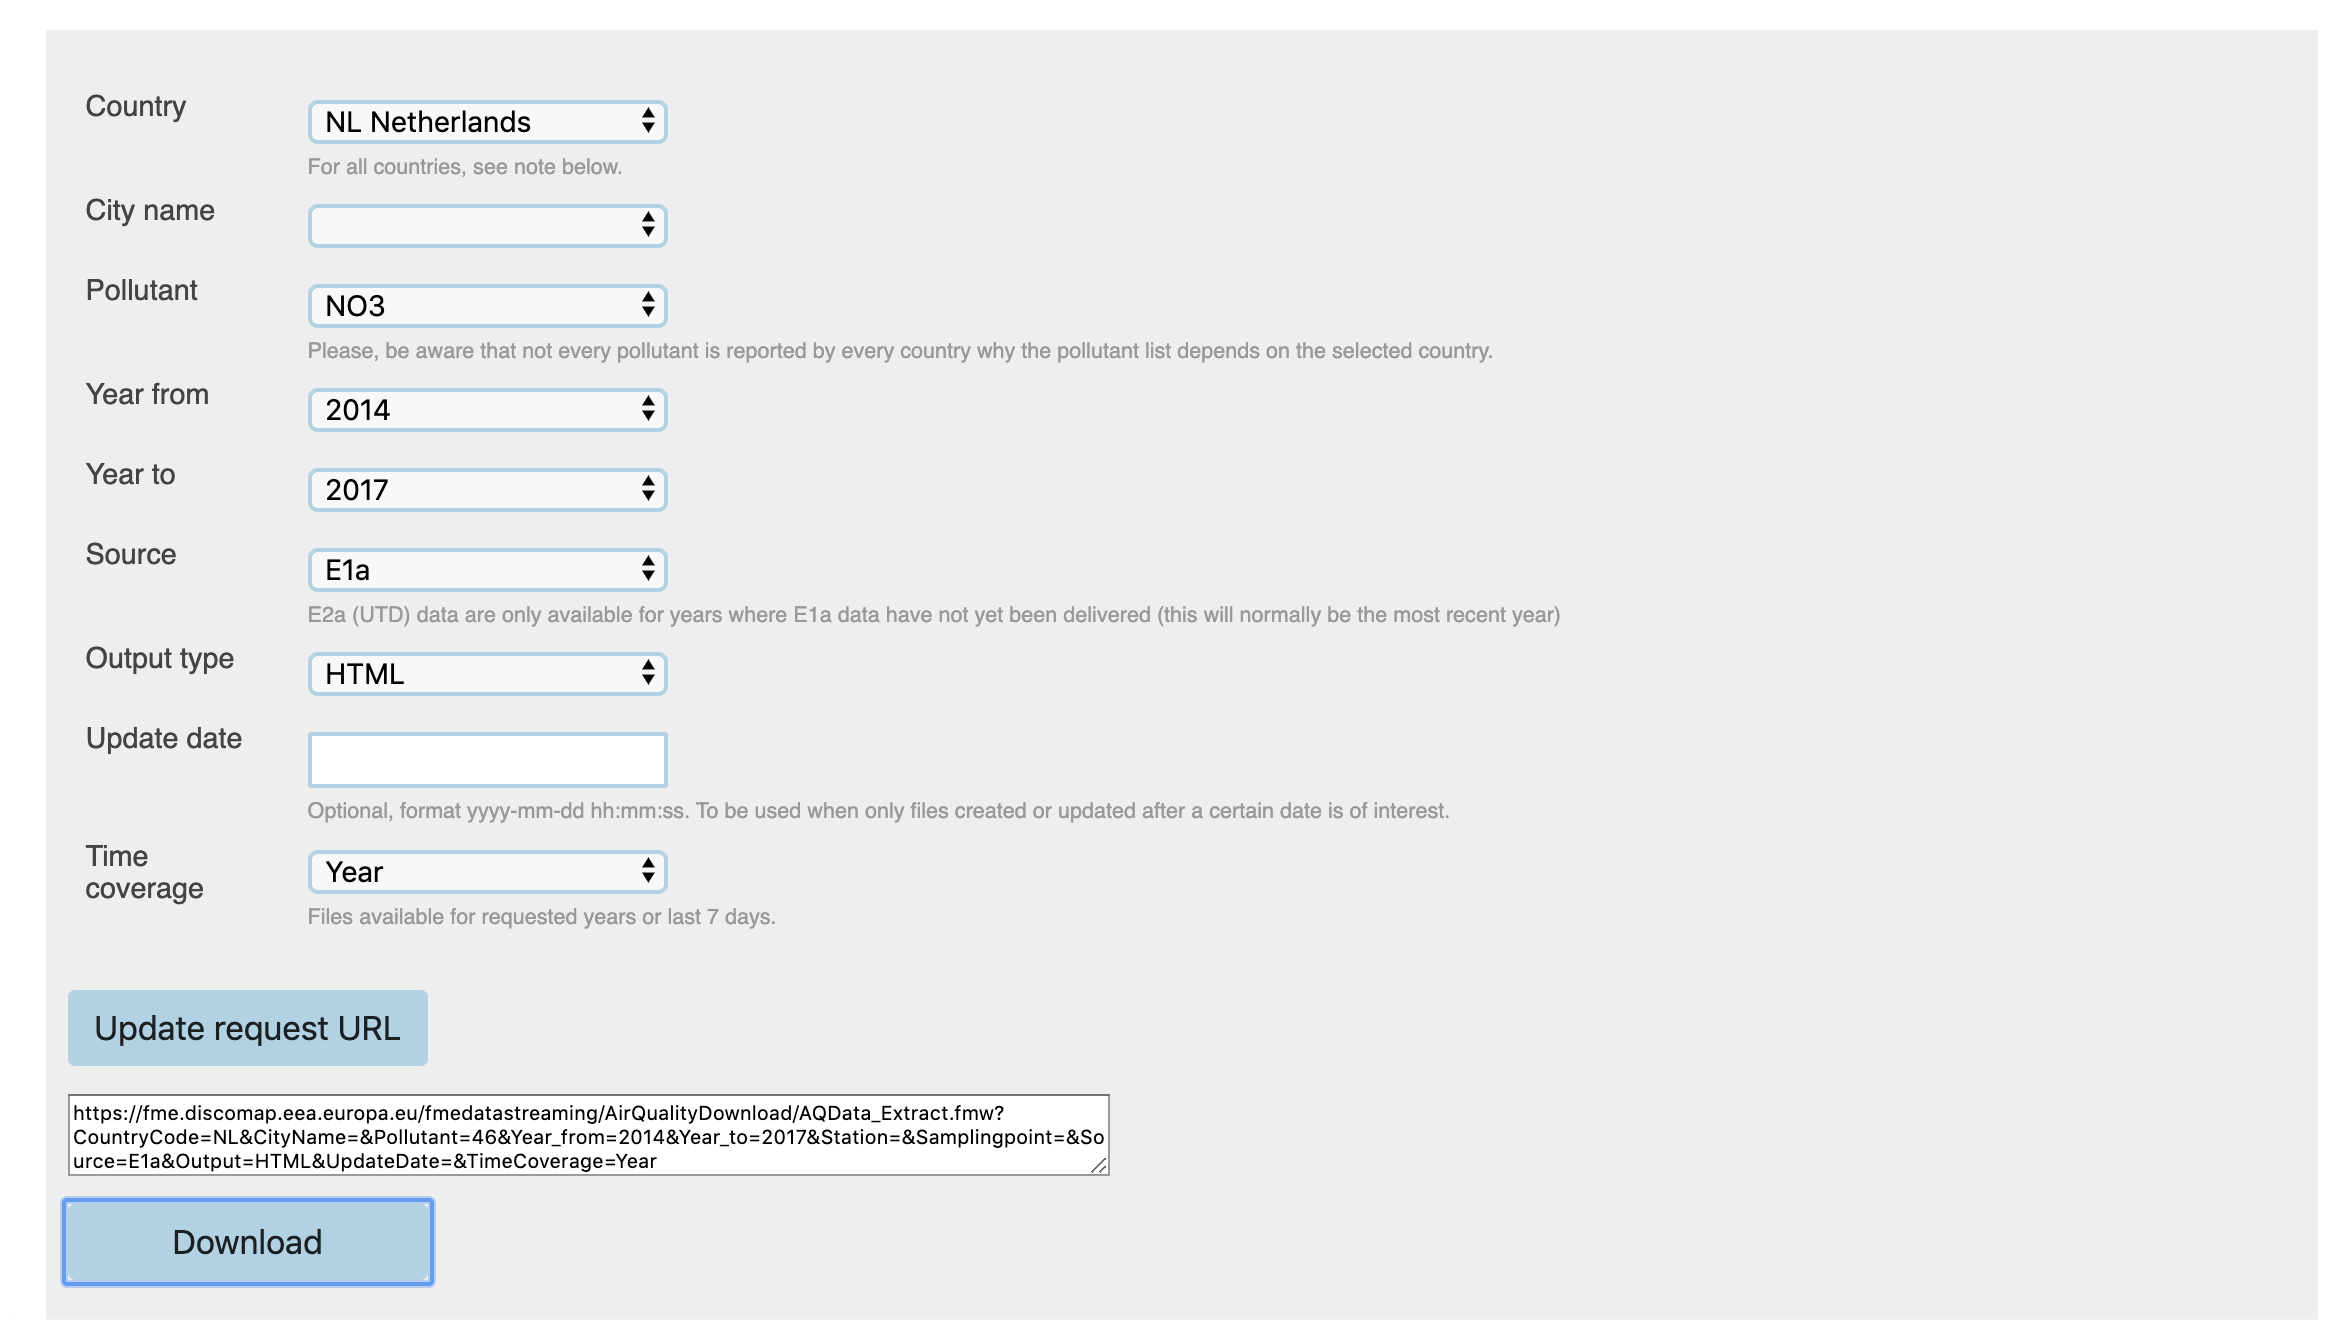 Country
NL Netherlands
For all countries, see note below.
City name
Pollutant
NO3
Please, be aware that not every pollutant is reported by every country why the pollutant list depends on the selected country.
Year from
2014
Year to
2017
Source
E1a
E2a (UTD) data are only available for years where E1a data have not yet been delivered (this will normally be the most recent year)
Output type
HTML
Update date
Optional, format yyyy-mm-dd hh:mm:ss. To be used when only files created or updated after a certain date is of interest.
Time
coverage
Year
Files available for requested years or last 7 days.
Update request URL
https://fme.discomap.eea.europa.eu/fmedatastreaming/AirQualityDownload/AQData_Extract.fmw?
CountryCode=NL&CityName=&Pollutant=46&Year_from=2014&Year_to=2017&Station=&Samplingpoint=&So
urce=E1a&Output=HTML&UpdateDate=&TimeCoverage=Year
Download